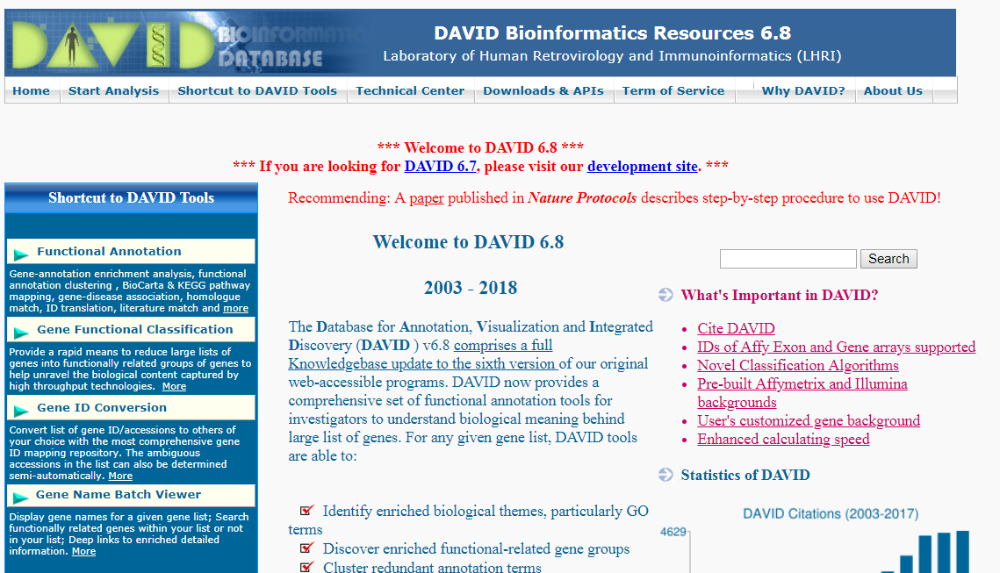 DAVID BIOINFORMATICS
DATABASE
DAVID Bioinformatics Resources 6.8
Laboratory of Human Retrovirology and Immunoinformatics (LHRI)
Home Start Analysis Shortcut to DAVID Tools Technical Center Downloads & APIs Term of Service Why DAVID? About Us
*** Welcome to DAVID 6.8 ***
*** If you are looking for DAVID 6.7, please visit our development site. ***
Shortcut to DAVID Tools
Functional Annotation
Gene-annotation enrichment analysis, functional
annotation clustering , BioCarta & KEGG pathway
mapping, gene-disease association, homologue
match, ID translation, literature match and more
Gene Functional Classification
Provide a rapid means to reduce large lists of
genes into functionally related groups of genes to
help unravel the biological content captured by
high throughput technologies. More
Gene ID Conversion
Convert list of gene ID/accessions to others of
your choice with the most comprehensive gene
ID mapping repository. The ambiguous
accessions in the list can also be determined
semi-automatically. More
Gene Name Batch Viewer
Display gene names for a given gene list; Search
functionally related genes within your list or not
in your list; Deep links to enriched detailed
information. More
Recommending: A paper published in Nature Protocols describes step-by-step procedure to use DAVID!
Welcome to DAVID 6.8
2003 - 2018
The Database for Annotation, Visualization and Integrated
Discovery (DAVID ) v6.8 comprises a full
Knowledgebase update to the sixth version of our original
web-accessible programs. DAVID now provides a
comprehensive set of functional annotation tools for
investigators to understand biological meaning behind
large list of genes. For any given gene list, DAVID tools
are able to:
Identify enriched biological themes, particularly GO
terms
Discover enriched functional-related gene groups
Cluster redundant annotation terms
Search
What's Important in DAVID?
Cite DAVID
IDs of Affy Exon and Gene arrays supported
Novel Classification Algorithms
Pre-built Affymetrix and Illumina
backgrounds
User's customized gene background
Enhanced calculating speed
Statistics of DAVID
DAVID Citations (2003-2017)
4629